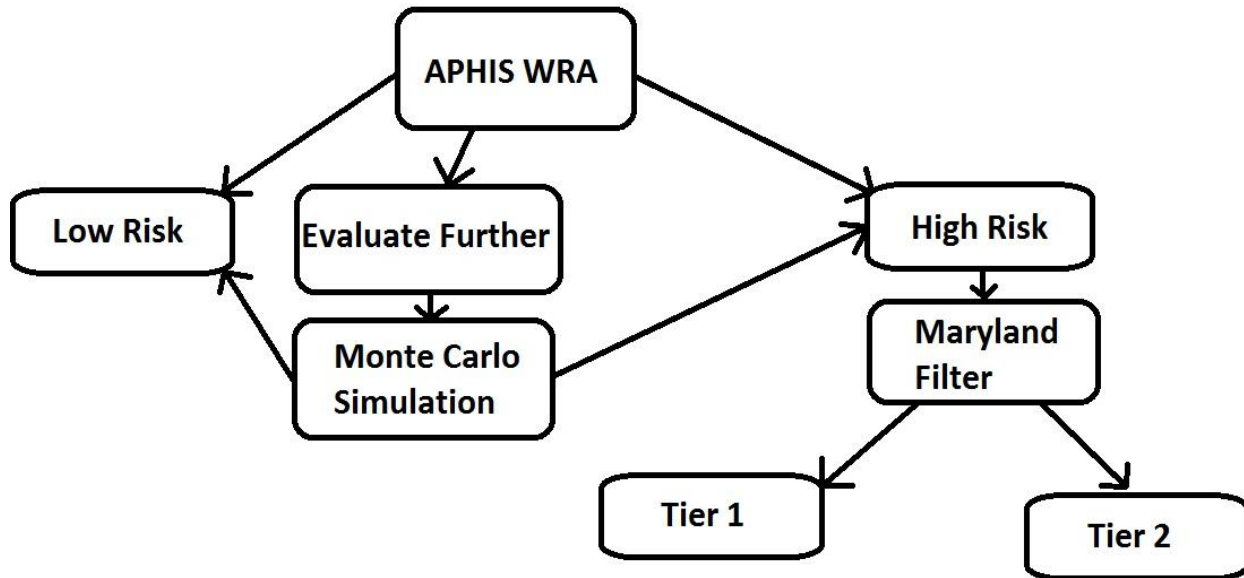 APHIS WRA
Low Risk
Evaluate Further
High Risk
Monte Carlo
Simulation
Maryland
Filter
Tier 1
Tier 2